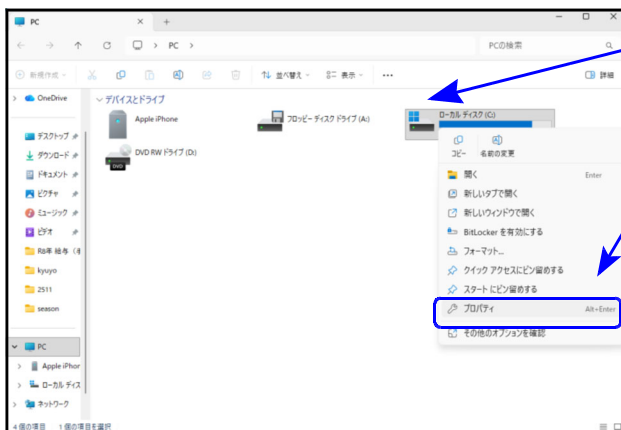 PC
PC
PCの検索
新規作成
並べ替え
表示
詳細
OneDrive
デスクトップ
ダウンロード
ドキュメント
ピクチャ
ミュージック
ビデオ
R8年 給与
kyuyo
2511
season
PC
Apple iPhor
ローカル ディス
ネットワーク
デバイスとドライブ
Apple iPhone
フロッピー ディスク ドライブ (A:)
ローカル ディスク (C:)
DVD RW ドライブ (D:)
DVD
コピー
名前の変更
開く Enter
新しいタブで開く
新しいウィンドウで開く
BitLocker を有効にする
フォーマット...
クイック アクセスにピン留めする
スタート にピン留めする
プロパティ Alt+Enter
その他のオプションを確認
4 個の項目 1 個の項目を選択